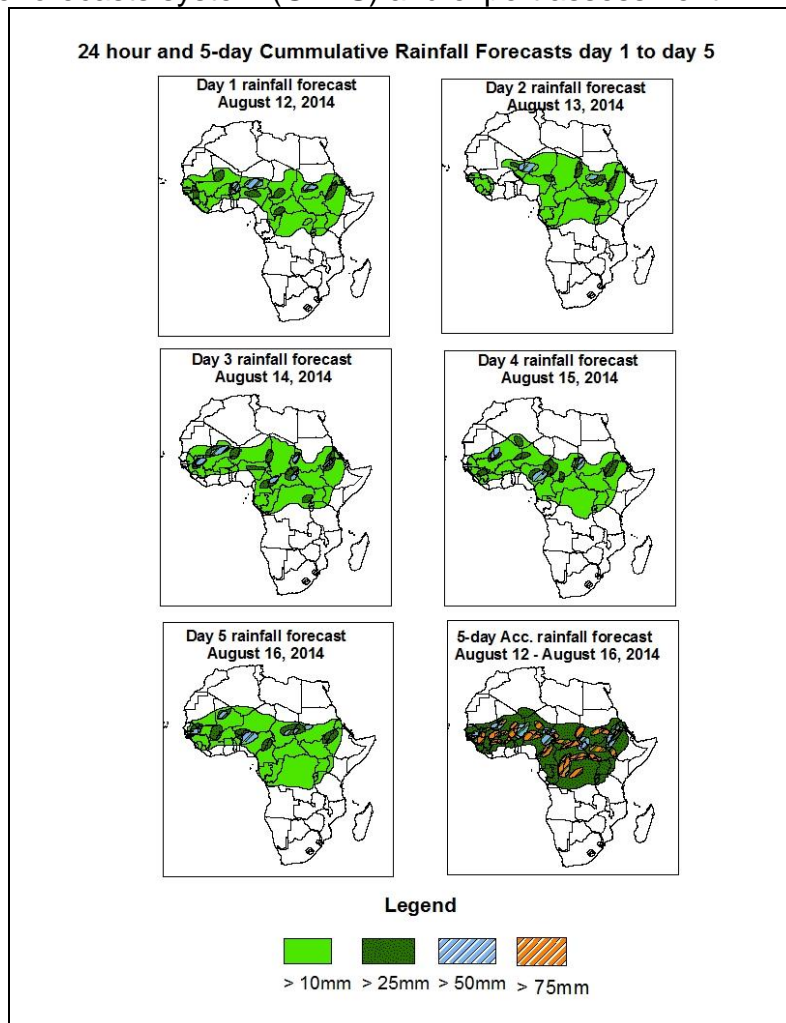 24 hour and 5-day Cummulative Rainfall Forecasts day 1 to day 5
Day 1 rainfall forecast
August 12, 2014
Day 2 rainfall forecast
August 13, 2014
Day 3 rainfall forecast
August 14, 2014
Day 4 rainfall forecast
August 15, 2014
Day 5 rainfall forecast
August 16, 2014
5-day Acc. rainfall forecast
August 12 - August 16, 2014
Legend
> 10mm > 25mm > 50mm > 75mm